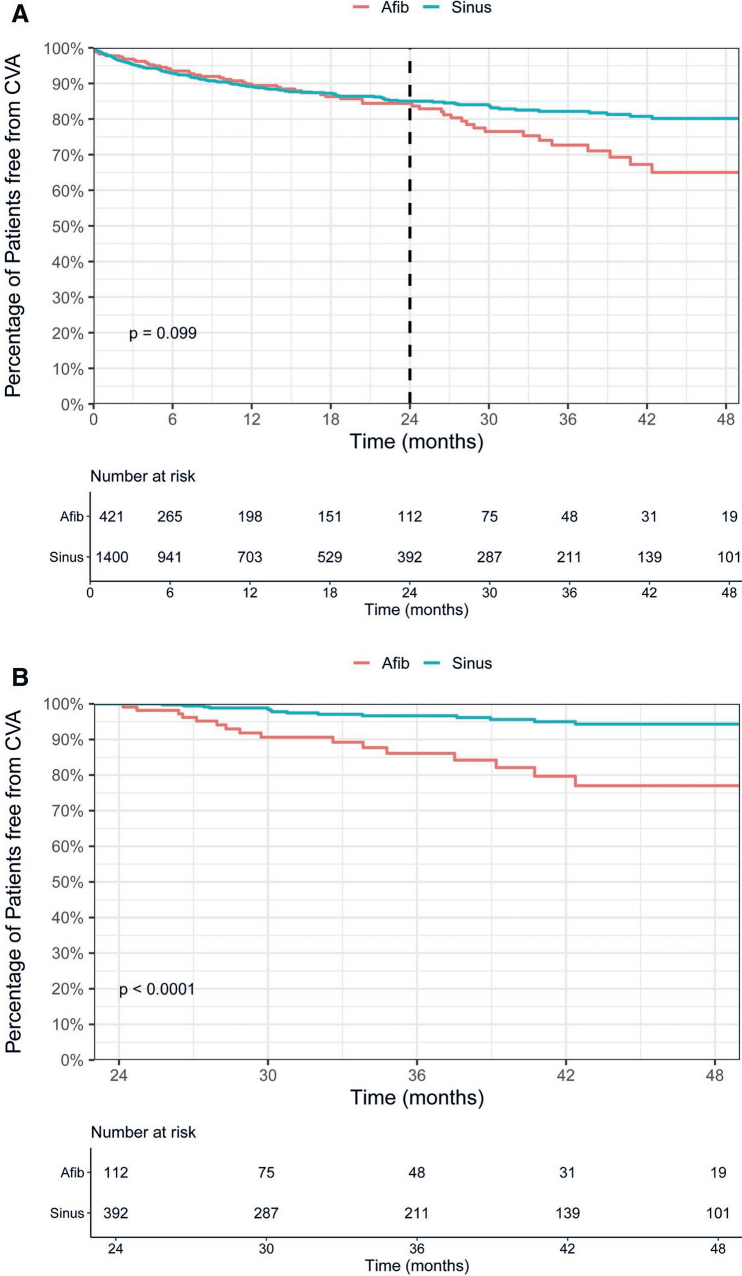 A
Afib Sinus
Percentage of Patients free from CVA
100%
90%
80%
70%
60%
50%
40%
30%
20%
10%
0%
p = 0.099
0 6 12 18 24 30 36 42 48
Time (months)
Number at risk
Afib 421 265 198 151 112 75 48 31 19
Sinus 1400 941 703 529 392 287 211 139 101
0 6 12 18 24 30 36 42 48
Time (months)
B
Afib Sinus
Percentage of Patients free from CVA
100%
90%
80%
70%
60%
50%
40%
30%
20%
10%
0%
p < 0.0001
24 30 36 42 48
Time (months)
Number at risk
Afib 112 75 48 31 19
Sinus 392 287 211 139 101
24 30 36 42 48
Time (months)